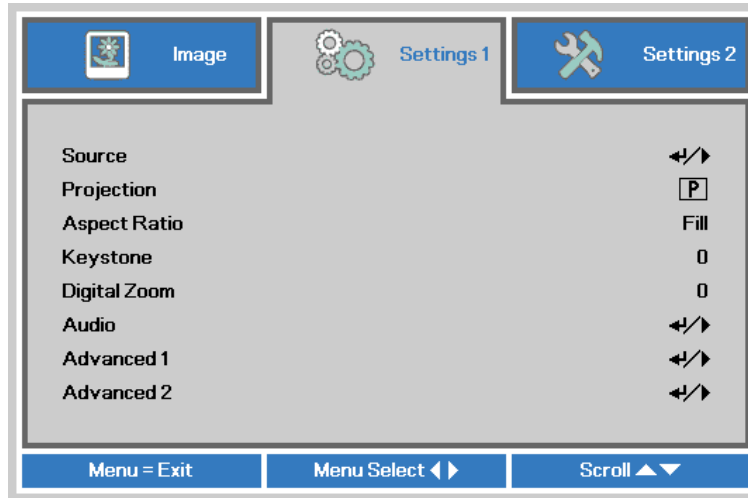 Image Settings 1 Settings 2
Source
Projection P
Aspect Ratio Fill
Keystone 0
Digital Zoom 0
Audio
Advanced 1
Advanced 2
Menu = Exit Menu Select Scroll